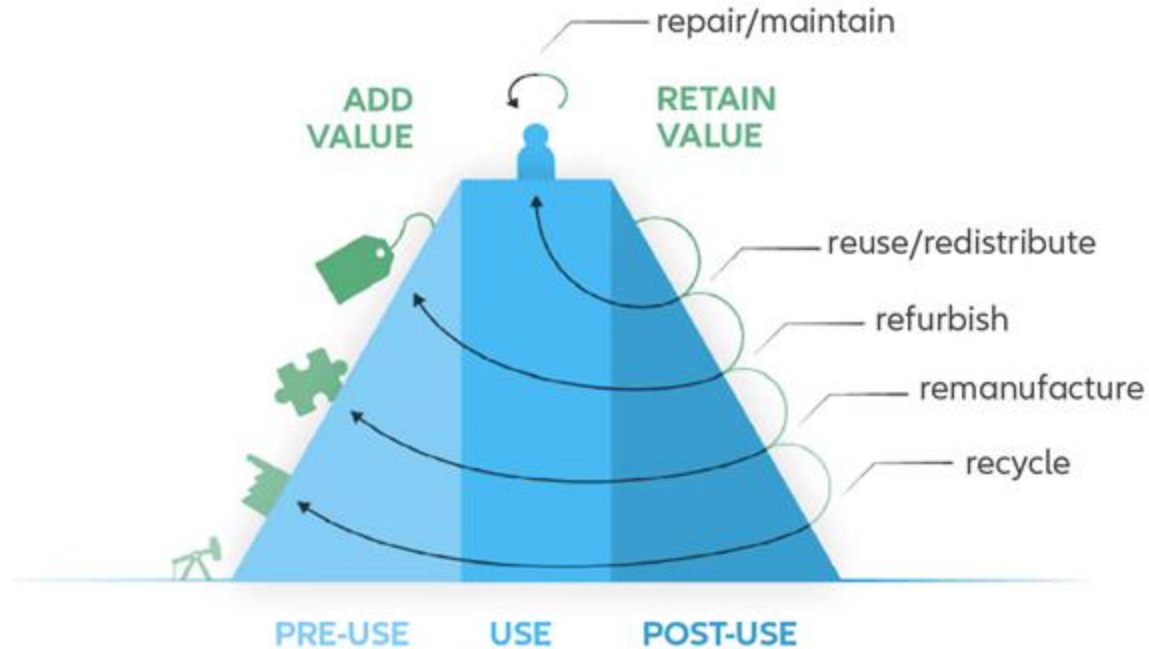 repair/maintain
ADD
VALUE
RETAIN
VALUE
reuse/redistribute
refurbish
remanufacture
recycle
PRE-USE
USE
POST-USE